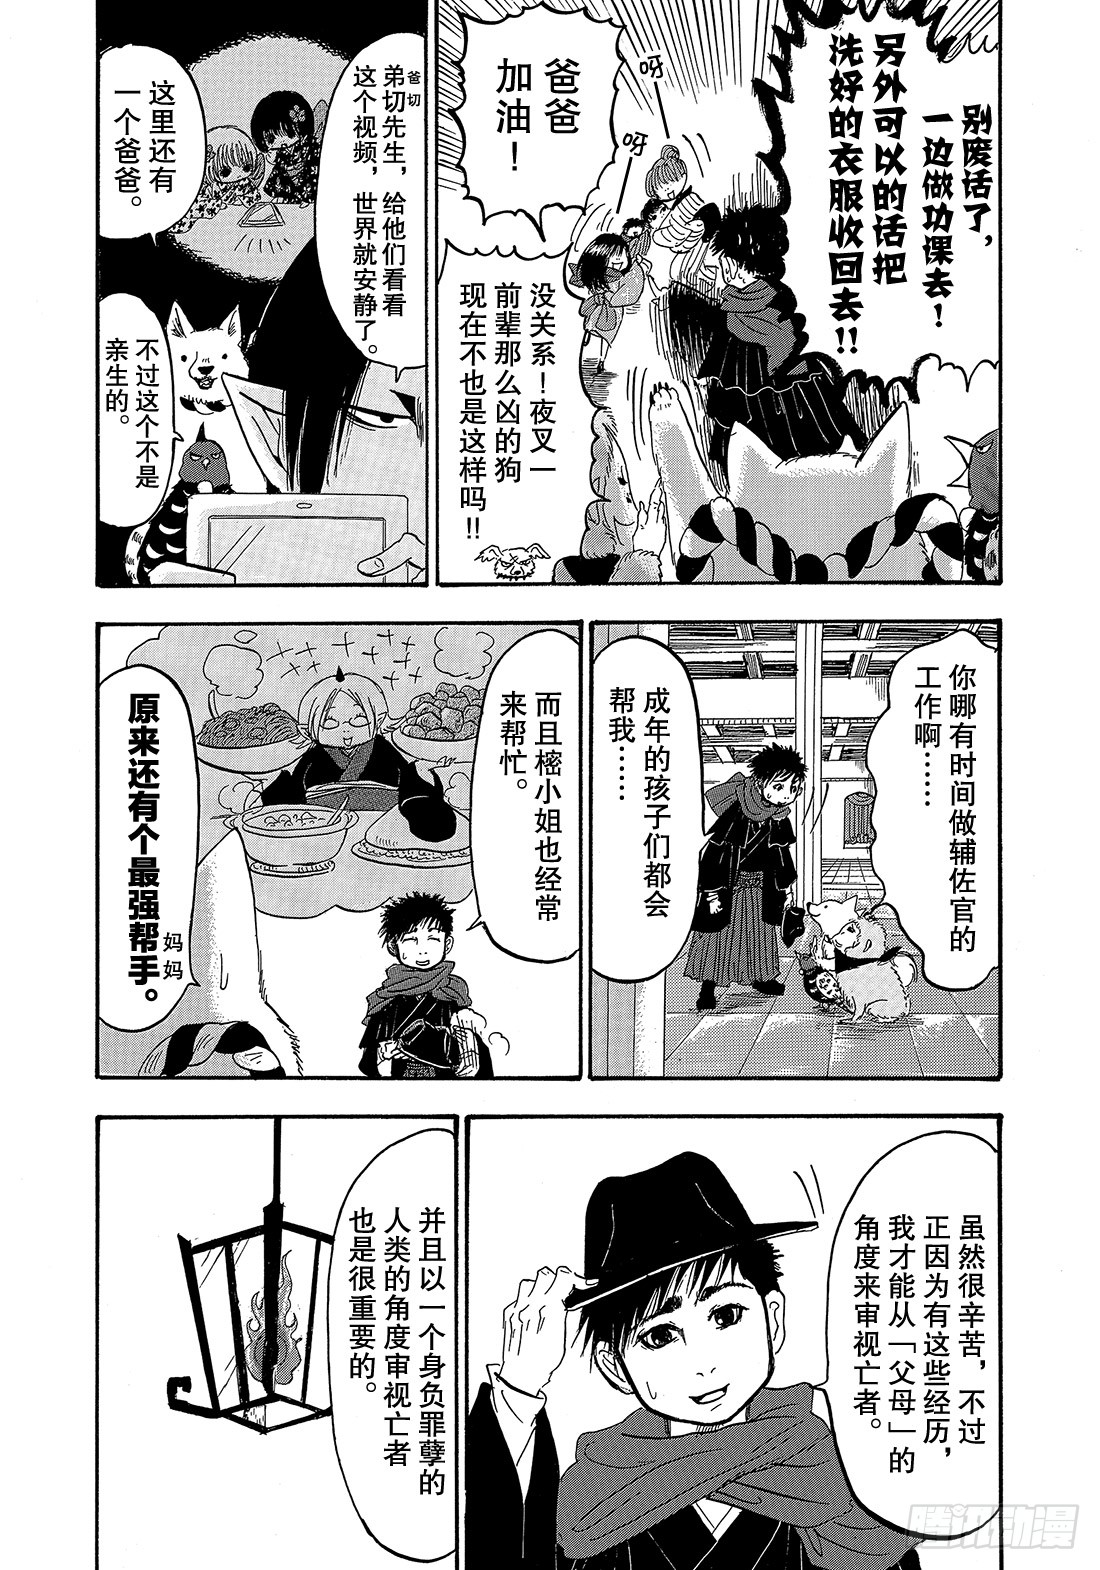 别废话了，
一边做功课去！
另外可以的话把
洗好的衣服收回去!!
呀
呀
爸爸
加油！
没关系！夜叉一
前辈那么凶的狗
现在不也是这样吗!!
爸切
弟切先生，给他们看看
这个视频，世界就安静了。
这里还有
一个爸爸。
不过这个不是
亲生的。
你哪有时间做辅佐官的
工作啊……
成年的孩子们都会
帮我……
而且樒小姐也经常
来帮忙。
原来还有个最强帮手。
妈妈
虽然很辛苦，不过
正因为有这些经历，
我才能从「父母」的
角度来审视亡者。
并且以一个身负罪孽的
人类的角度审视亡者
也是很重要的。
腾讯动漫